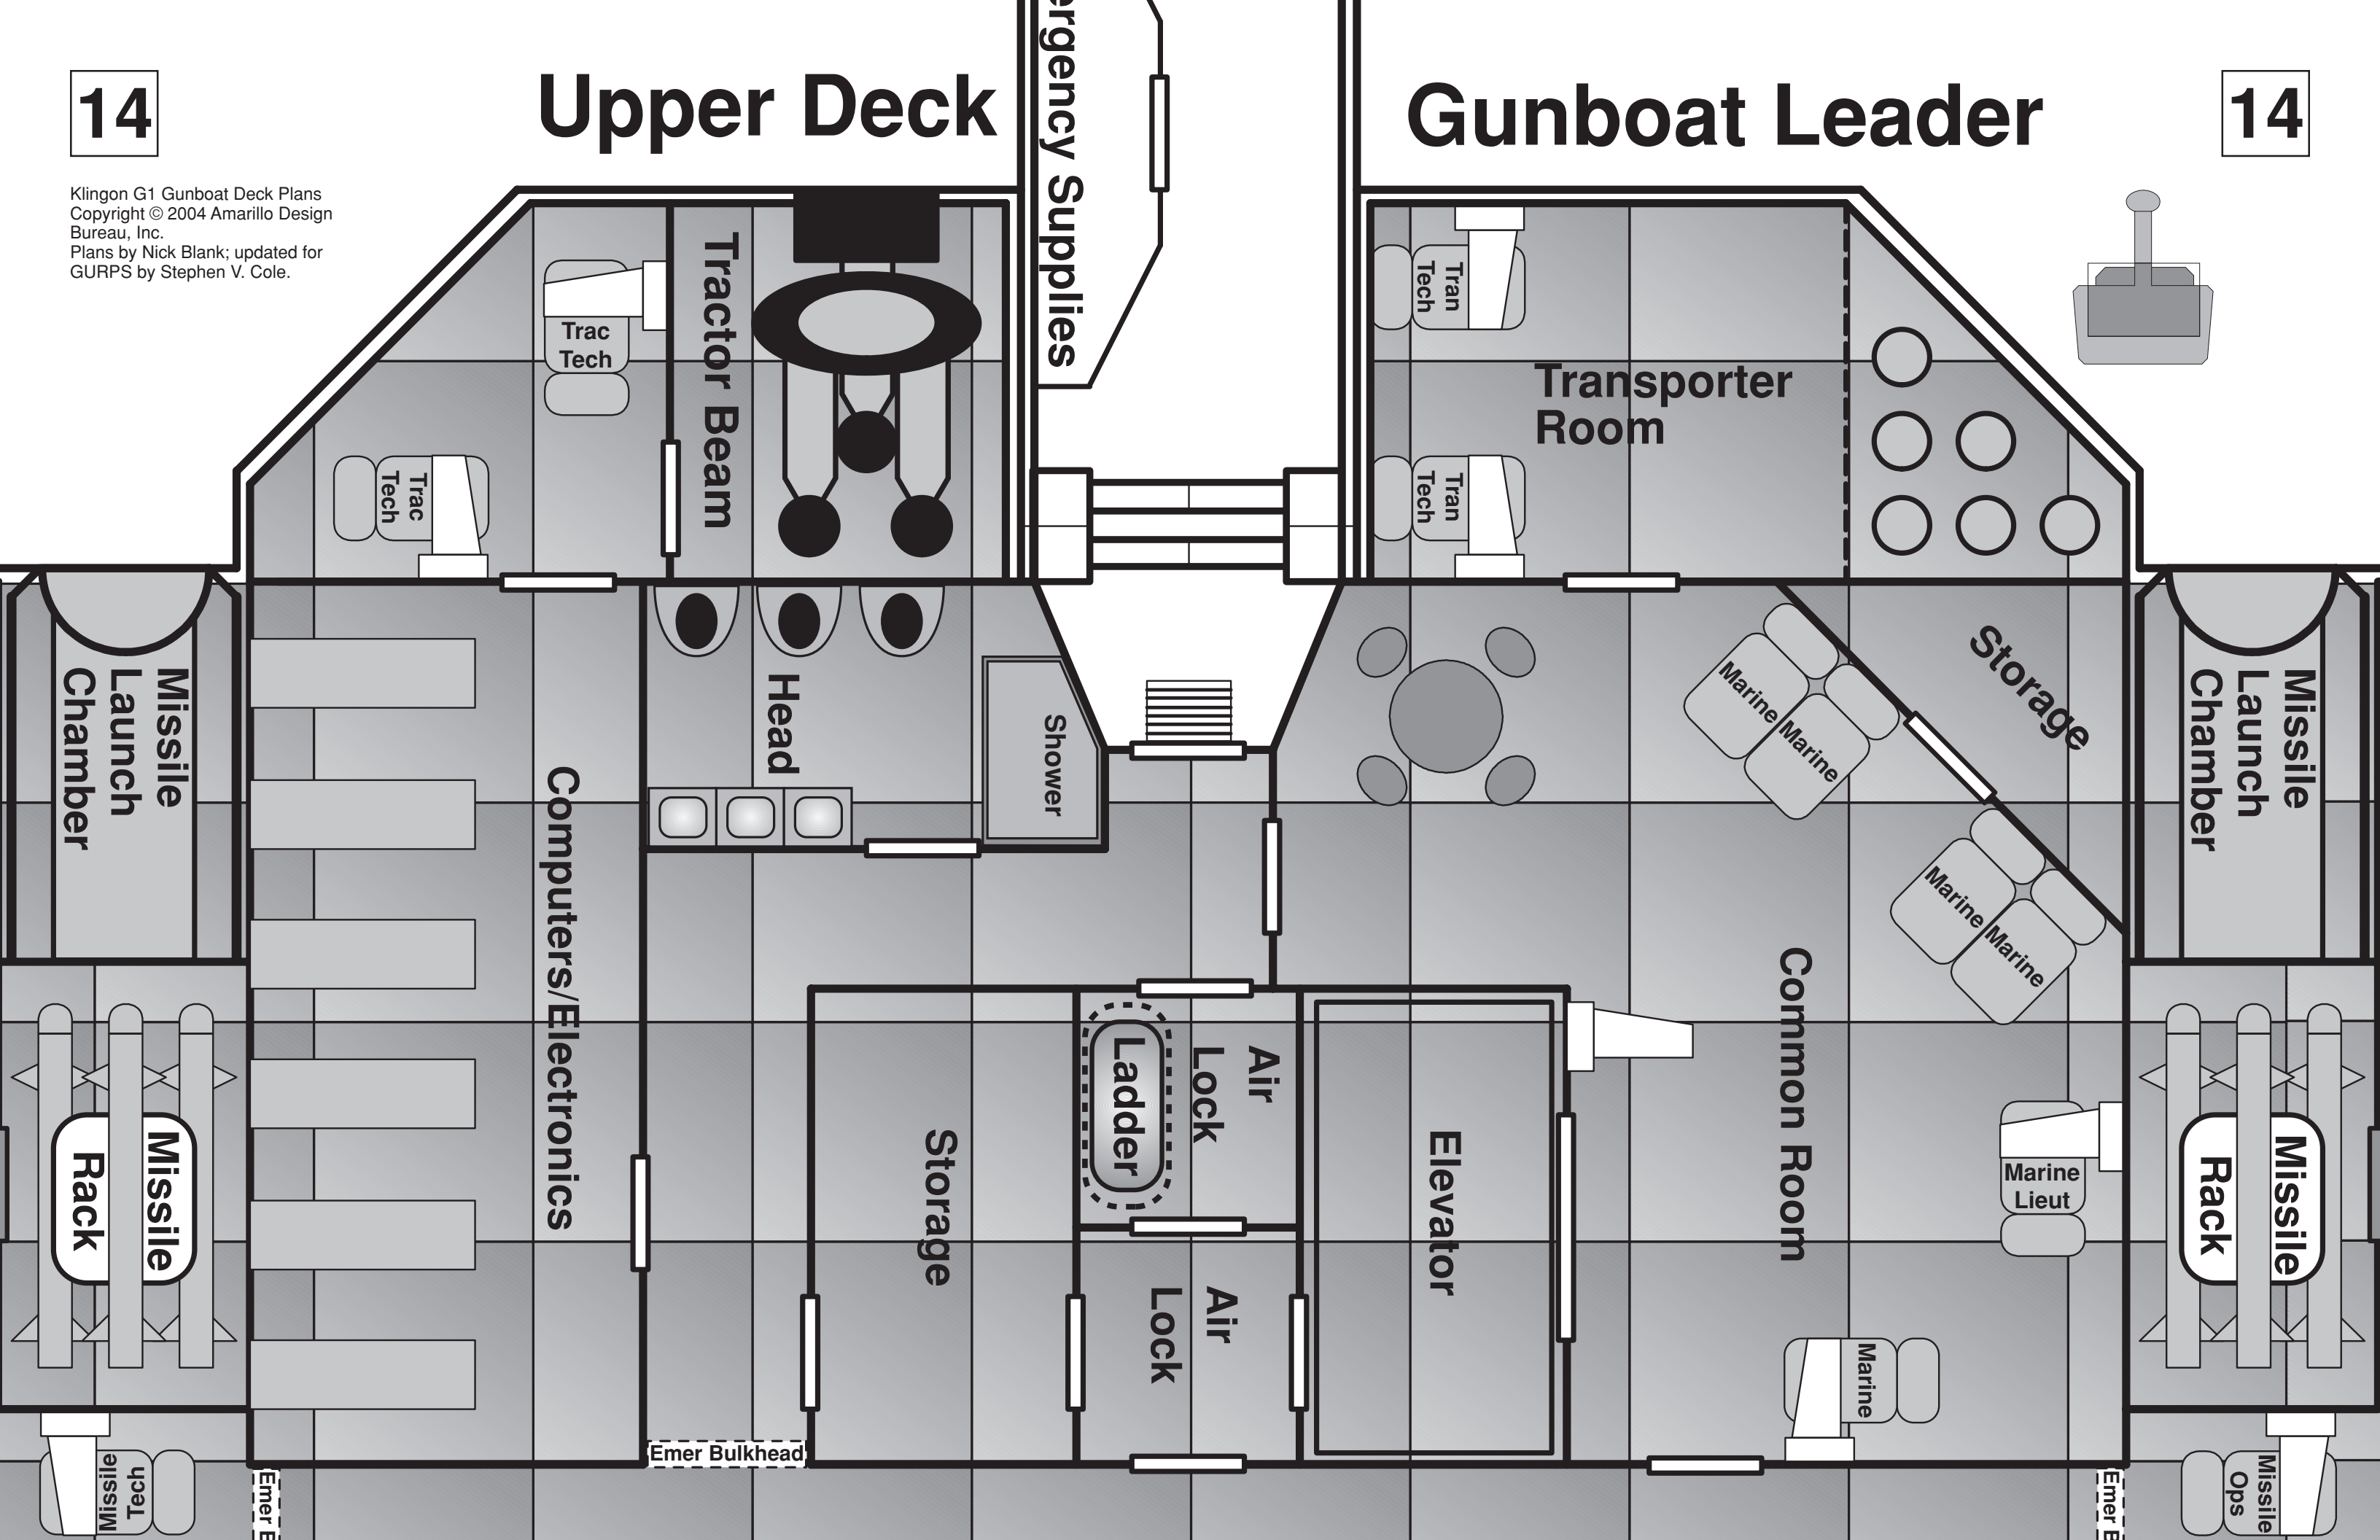 14
Upper Deck
Gunboat Leader
14
Klingon G1 Gunboat Deck Plans
Copyright © 2004 Amarillo Design
Bureau, Inc.
Plans by Nick Blank; updated for
GURPS by Stephen V. Cole.
ergency Supplies
Trac
Tech
Tractor Beam
Trac
Tech
Tran
Tech
Transporter
Room
Tran
Tech
Missile
Launch
Chamber
Head
Shower
Computers/Electronics
Marine
Marine
Storage
Marine
Marine
Missile
Launch
Chamber
Common Room
Air
Lock
Ladder
Storage
Elevator
Air
Lock
Missile
Rack
Marine
Lieut
Missile
Rack
Marine
Emer Bulkhead
Missile
Tech
Emer B
Emer B
Missile
Ops